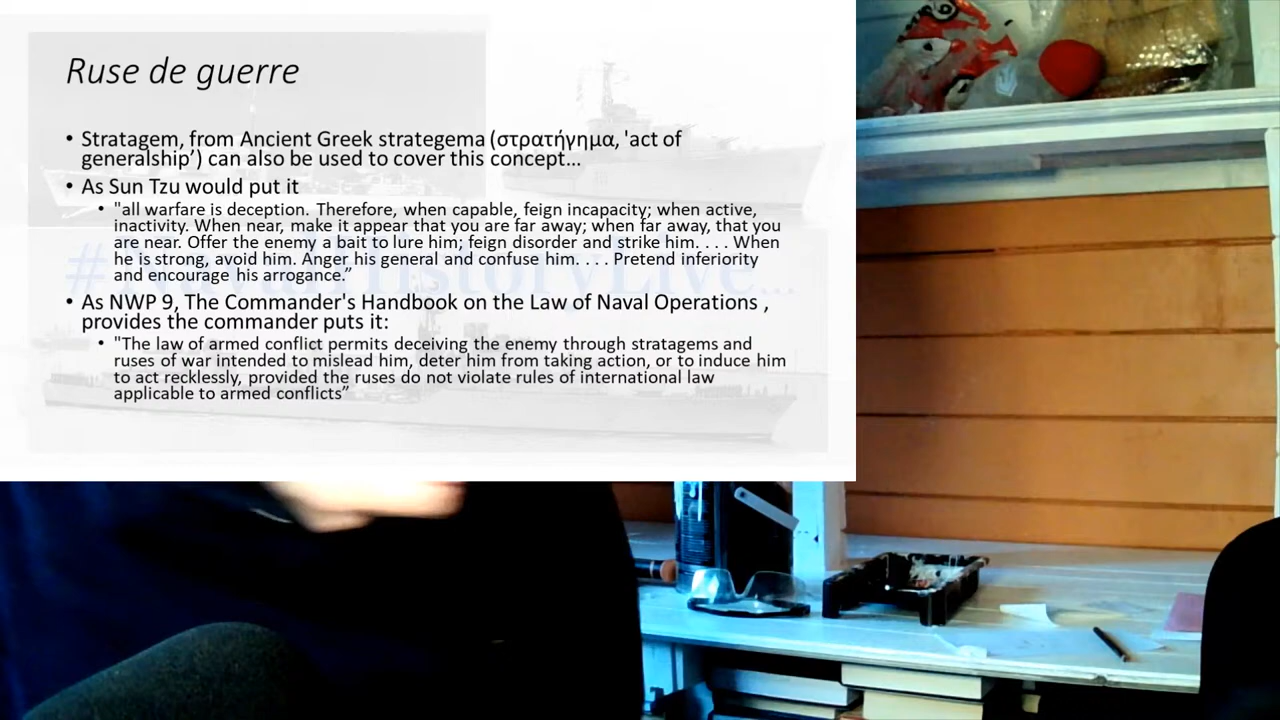 Ruse de guerre
• Stratagem, from Ancient Greek strategema (στρατήγημα, 'act of
generalship’) can also be used to cover this concept…
• As Sun Tzu would put it
• "all warfare is deception. Therefore, when capable, feign incapacity; when active,
inactivity. When near, make it appear that you are far away; when far away, that you
are near. Offer the enemy a bait to lure him; feign disorder and strike him. . . . When
he is strong, avoid him. Anger his general and confuse him. . . . Pretend inferiority
and encourage his arrogance.”
• As NWP 9, The Commander's Handbook on the Law of Naval Operations ,
provides the commander puts it:
• "The law of armed conflict permits deceiving the enemy through stratagems and
ruses of war intended to mislead him, deter him from taking action, or to induce him
to act recklessly, provided the ruses do not violate rules of international law
applicable to armed conflicts”
#NavalHistoryLive...